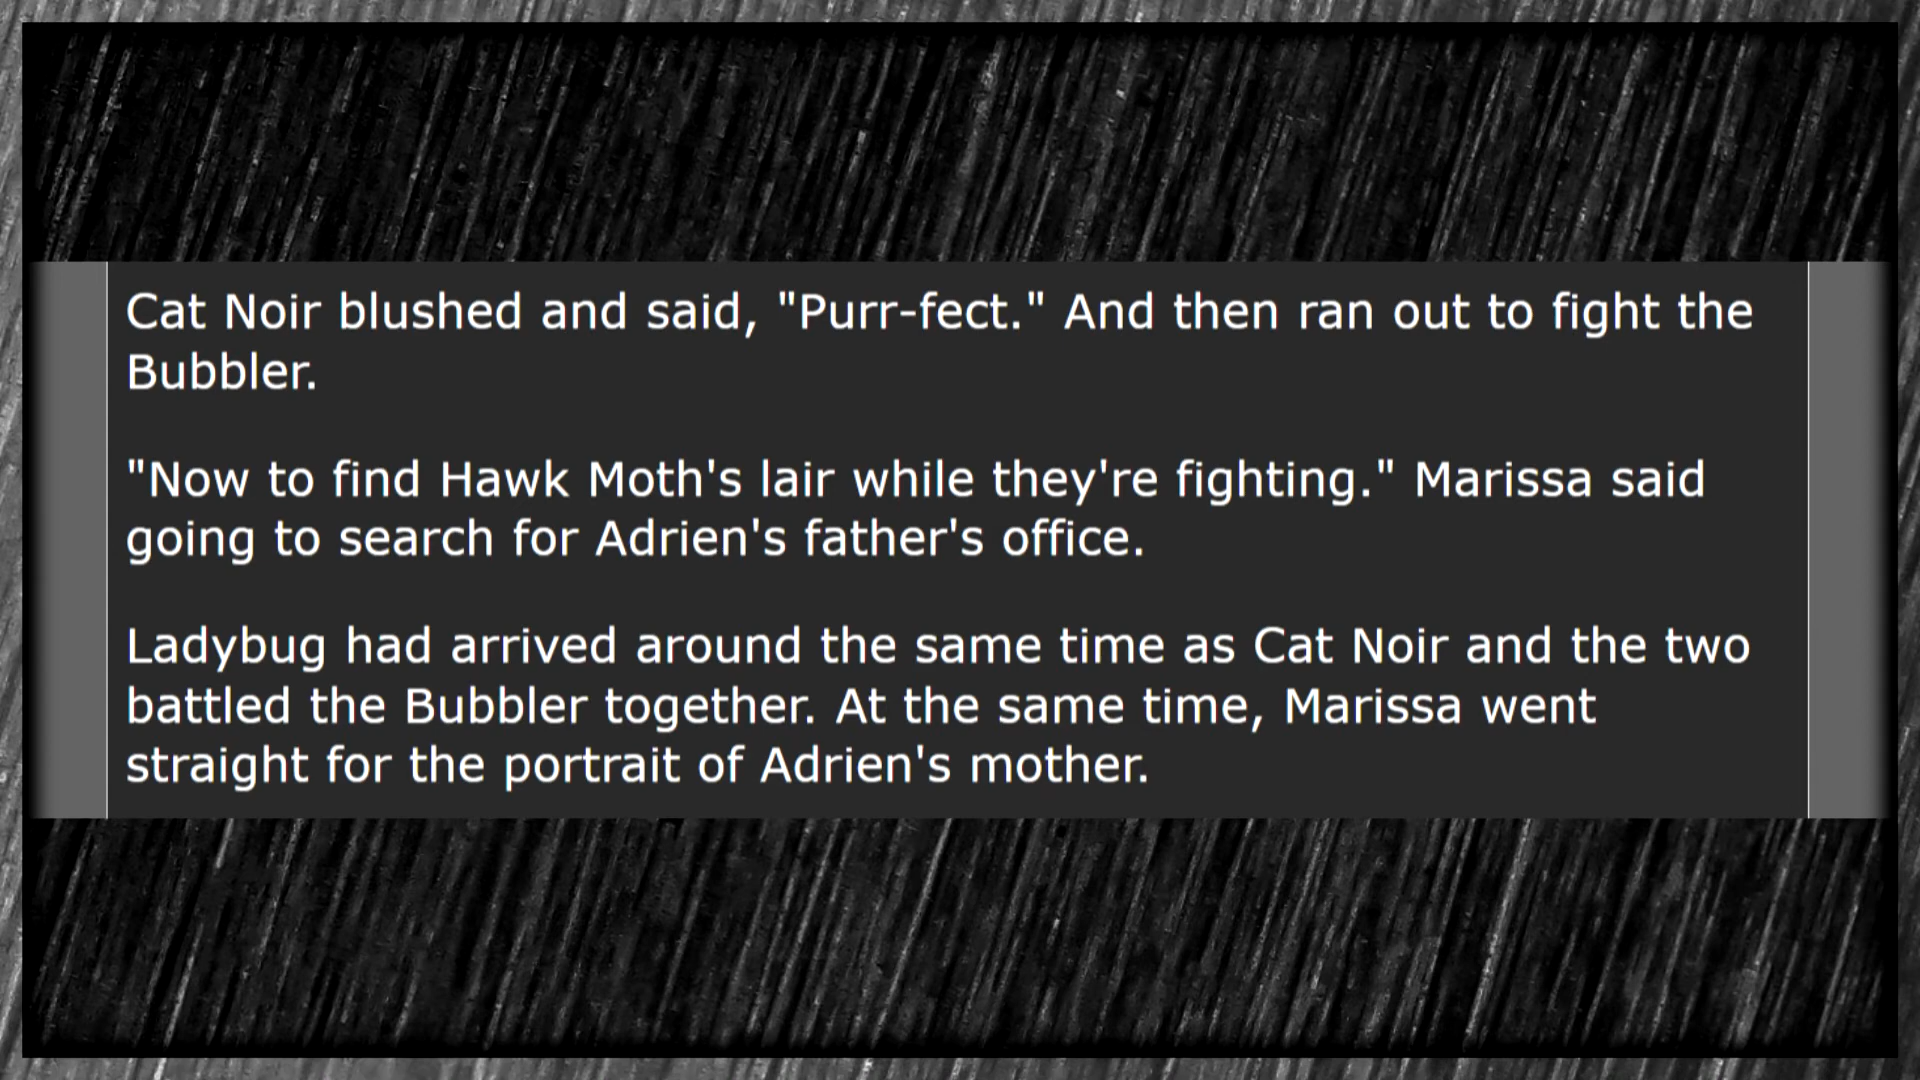 Cat Noir blushed and said, "Purr-fect." And then ran out to fight the
Bubbler.
"Now to find Hawk Moth's lair while they're fighting." Marissa said
going to search for Adrien's father's office.
Ladybug had arrived around the same time as Cat Noir and the two
battled the Bubbler together. At the same time, Marissa went
straight for the portrait of Adrien's mother.